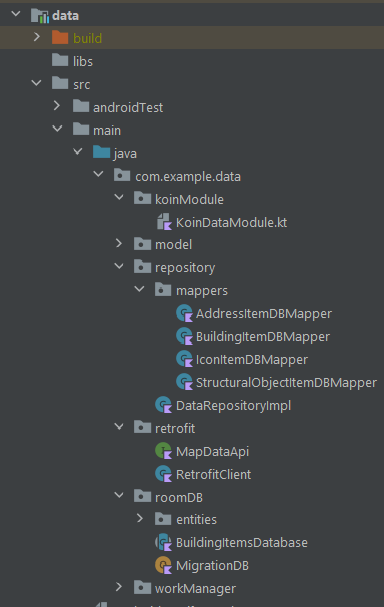 data
build
libs
src
androidTest
main
java
com.example.data
koinModule
KoinDataModule.kt
model
repository
mappers
AddressItemDBMapper
BuildingItemDBMapper
IconItemDBMapper
StructuralObjectItemDBMapper
DataRepositoryImpl
retrofit
MapDataApi
RetrofitClient
roomDB
entities
BuildingItemsDatabase
MigrationDB
workManager